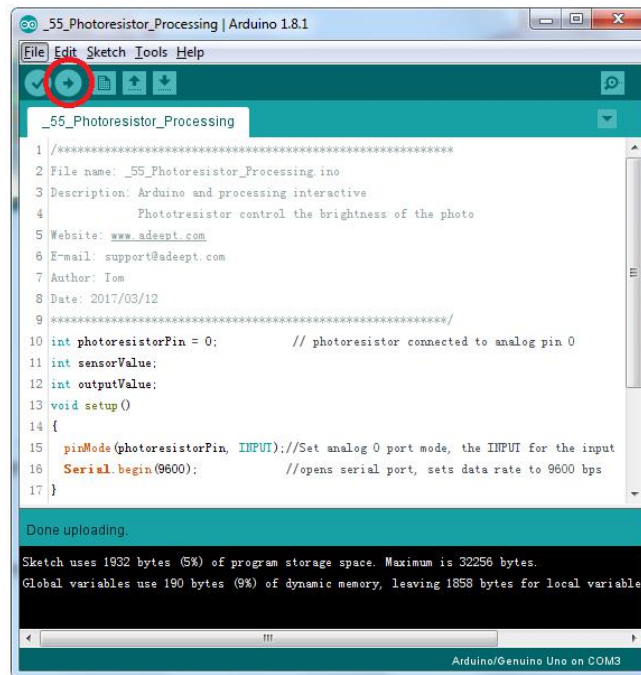 _55_Photoresistor_Processing | Arduino 1.8.1
File Edit Sketch Tools Help
_55_Photoresistor_Processing
1 /***********************************************************
2 File name: _55_Photoresistor_Processing.ino
3 Description: Arduino and processing interactive
4 Phototresistor control the brightness of the photo
5 Website: www.adeept.com
6 E-mail: support@adeept.com
7 Author: Tom
8 Date: 2017/03/12
9 ***********************************************************/
10 int photoresistorPin = 0; // photoresistor connected to analog pin 0
11 int sensorValue;
12 int outputValue;
13 void setup()
14 {
15 pinMode(photoresistorPin, INPUT);//Set analog 0 port mode, the INPUT for the input
16 Serial.begin(9600); //opens serial port, sets data rate to 9600 bps
17 }
Done uploading.
Sketch uses 1932 bytes (5%) of program storage space. Maximum is 32256 bytes.
Global variables use 190 bytes (9%) of dynamic memory, leaving 1858 bytes for local variable
Arduino/Genuino Uno on COM3